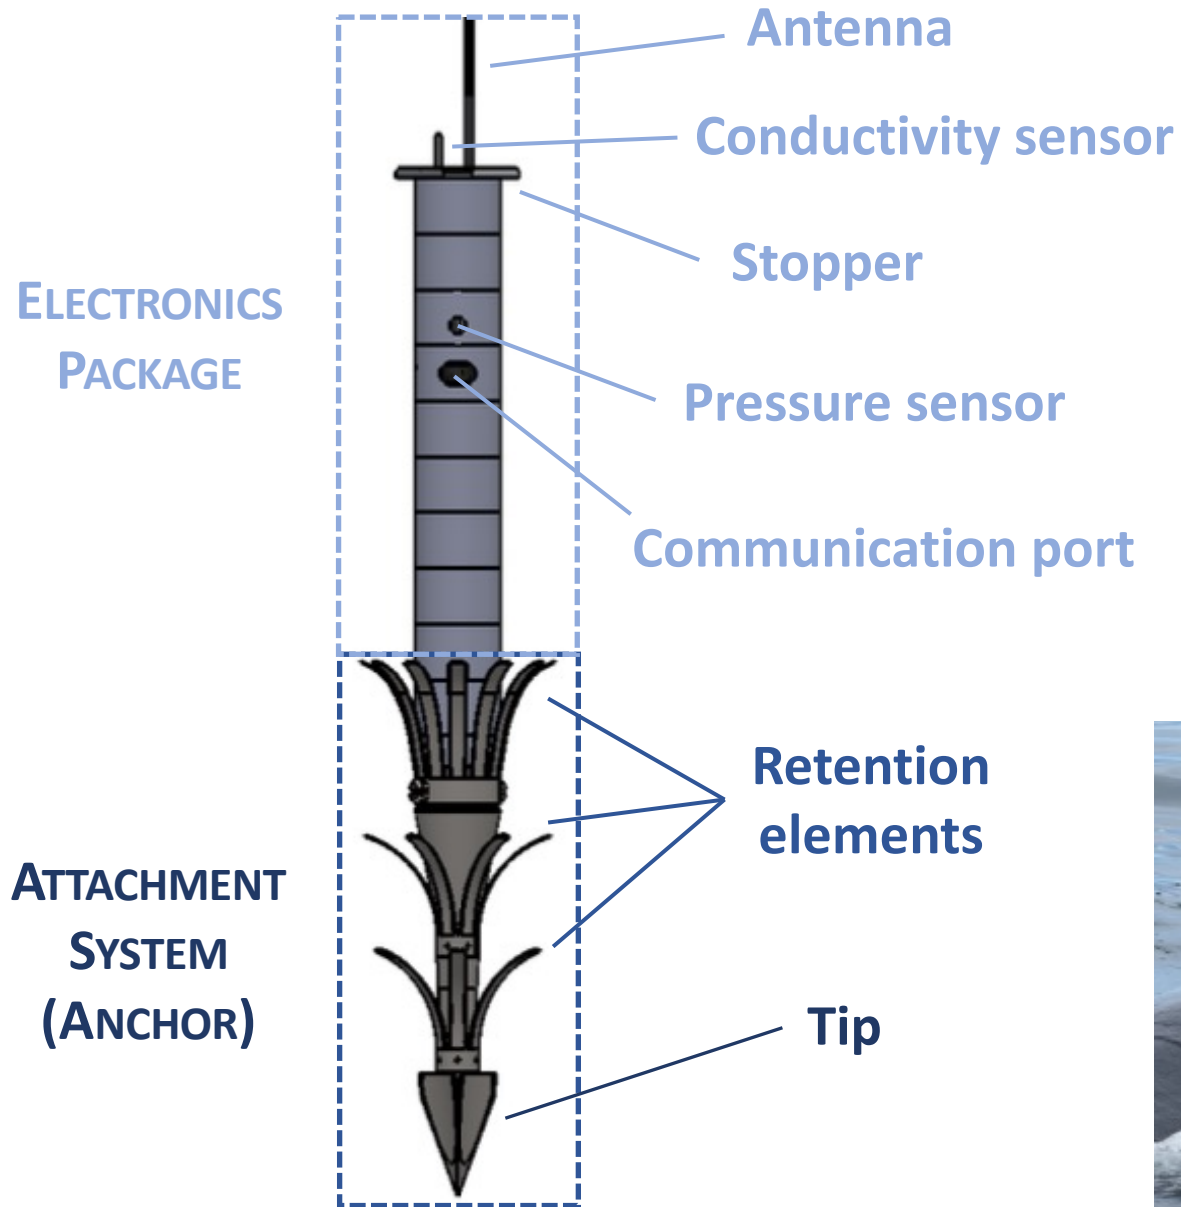 Antenna
Conductivity sensor
Stopper
ELECTRONICS
PACKAGE
Pressure sensor
Communication port
Retention
elements
ATTACHMENT
SYSTEM
(ANCHOR)
Tip